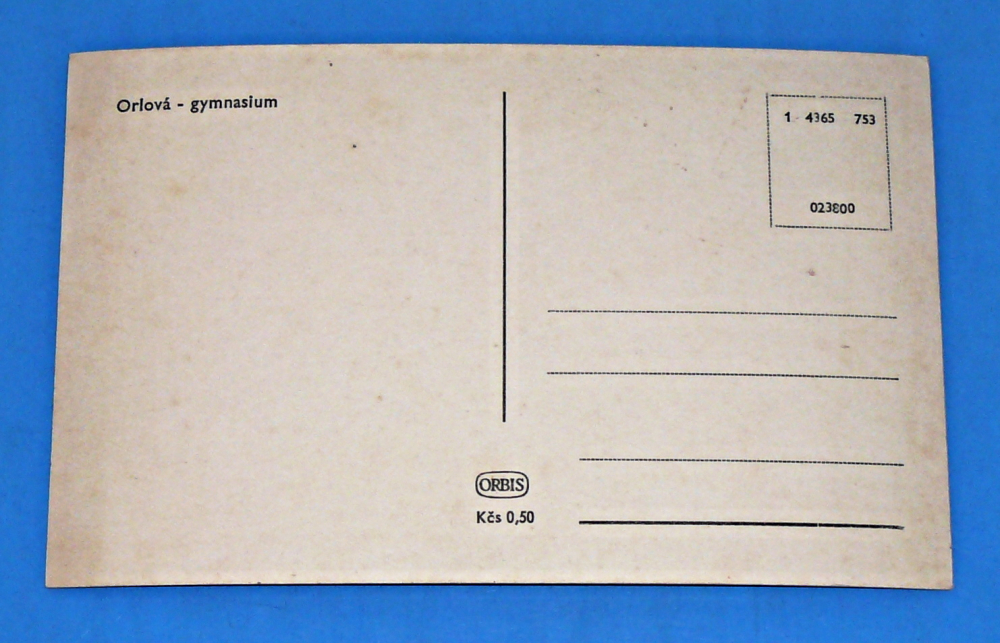 Orlová - gymnasium
1 4365 753
023800
ORBIS
Kčs 0,50